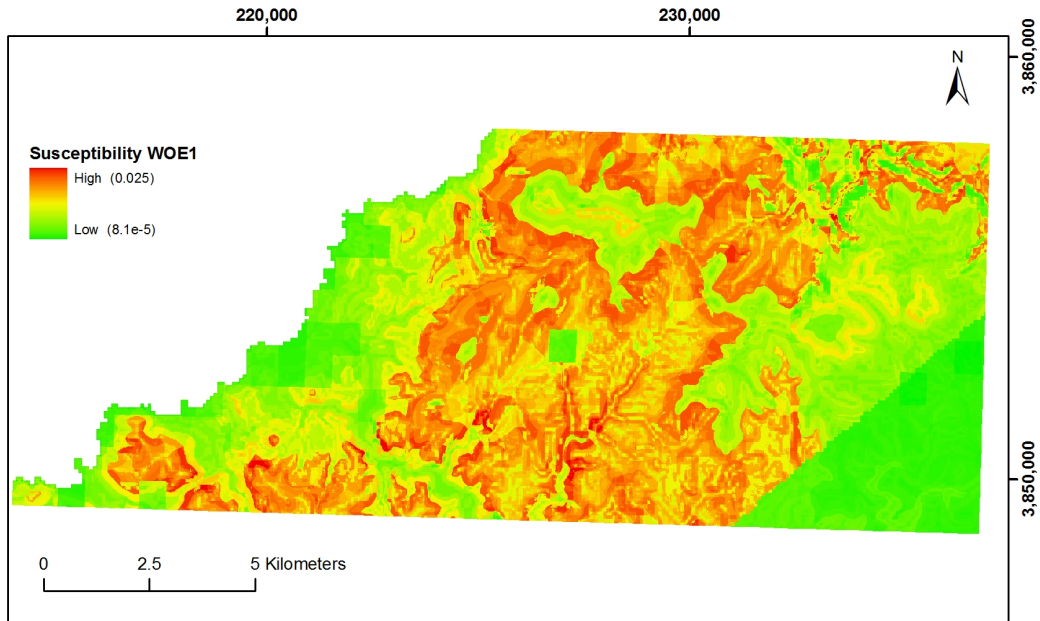 220,000
230,000
3,860,000
N
Susceptibility WOE1
High (0.025)
Low (8.1e-5)
3,850,000
0 2.5 5 Kilometers